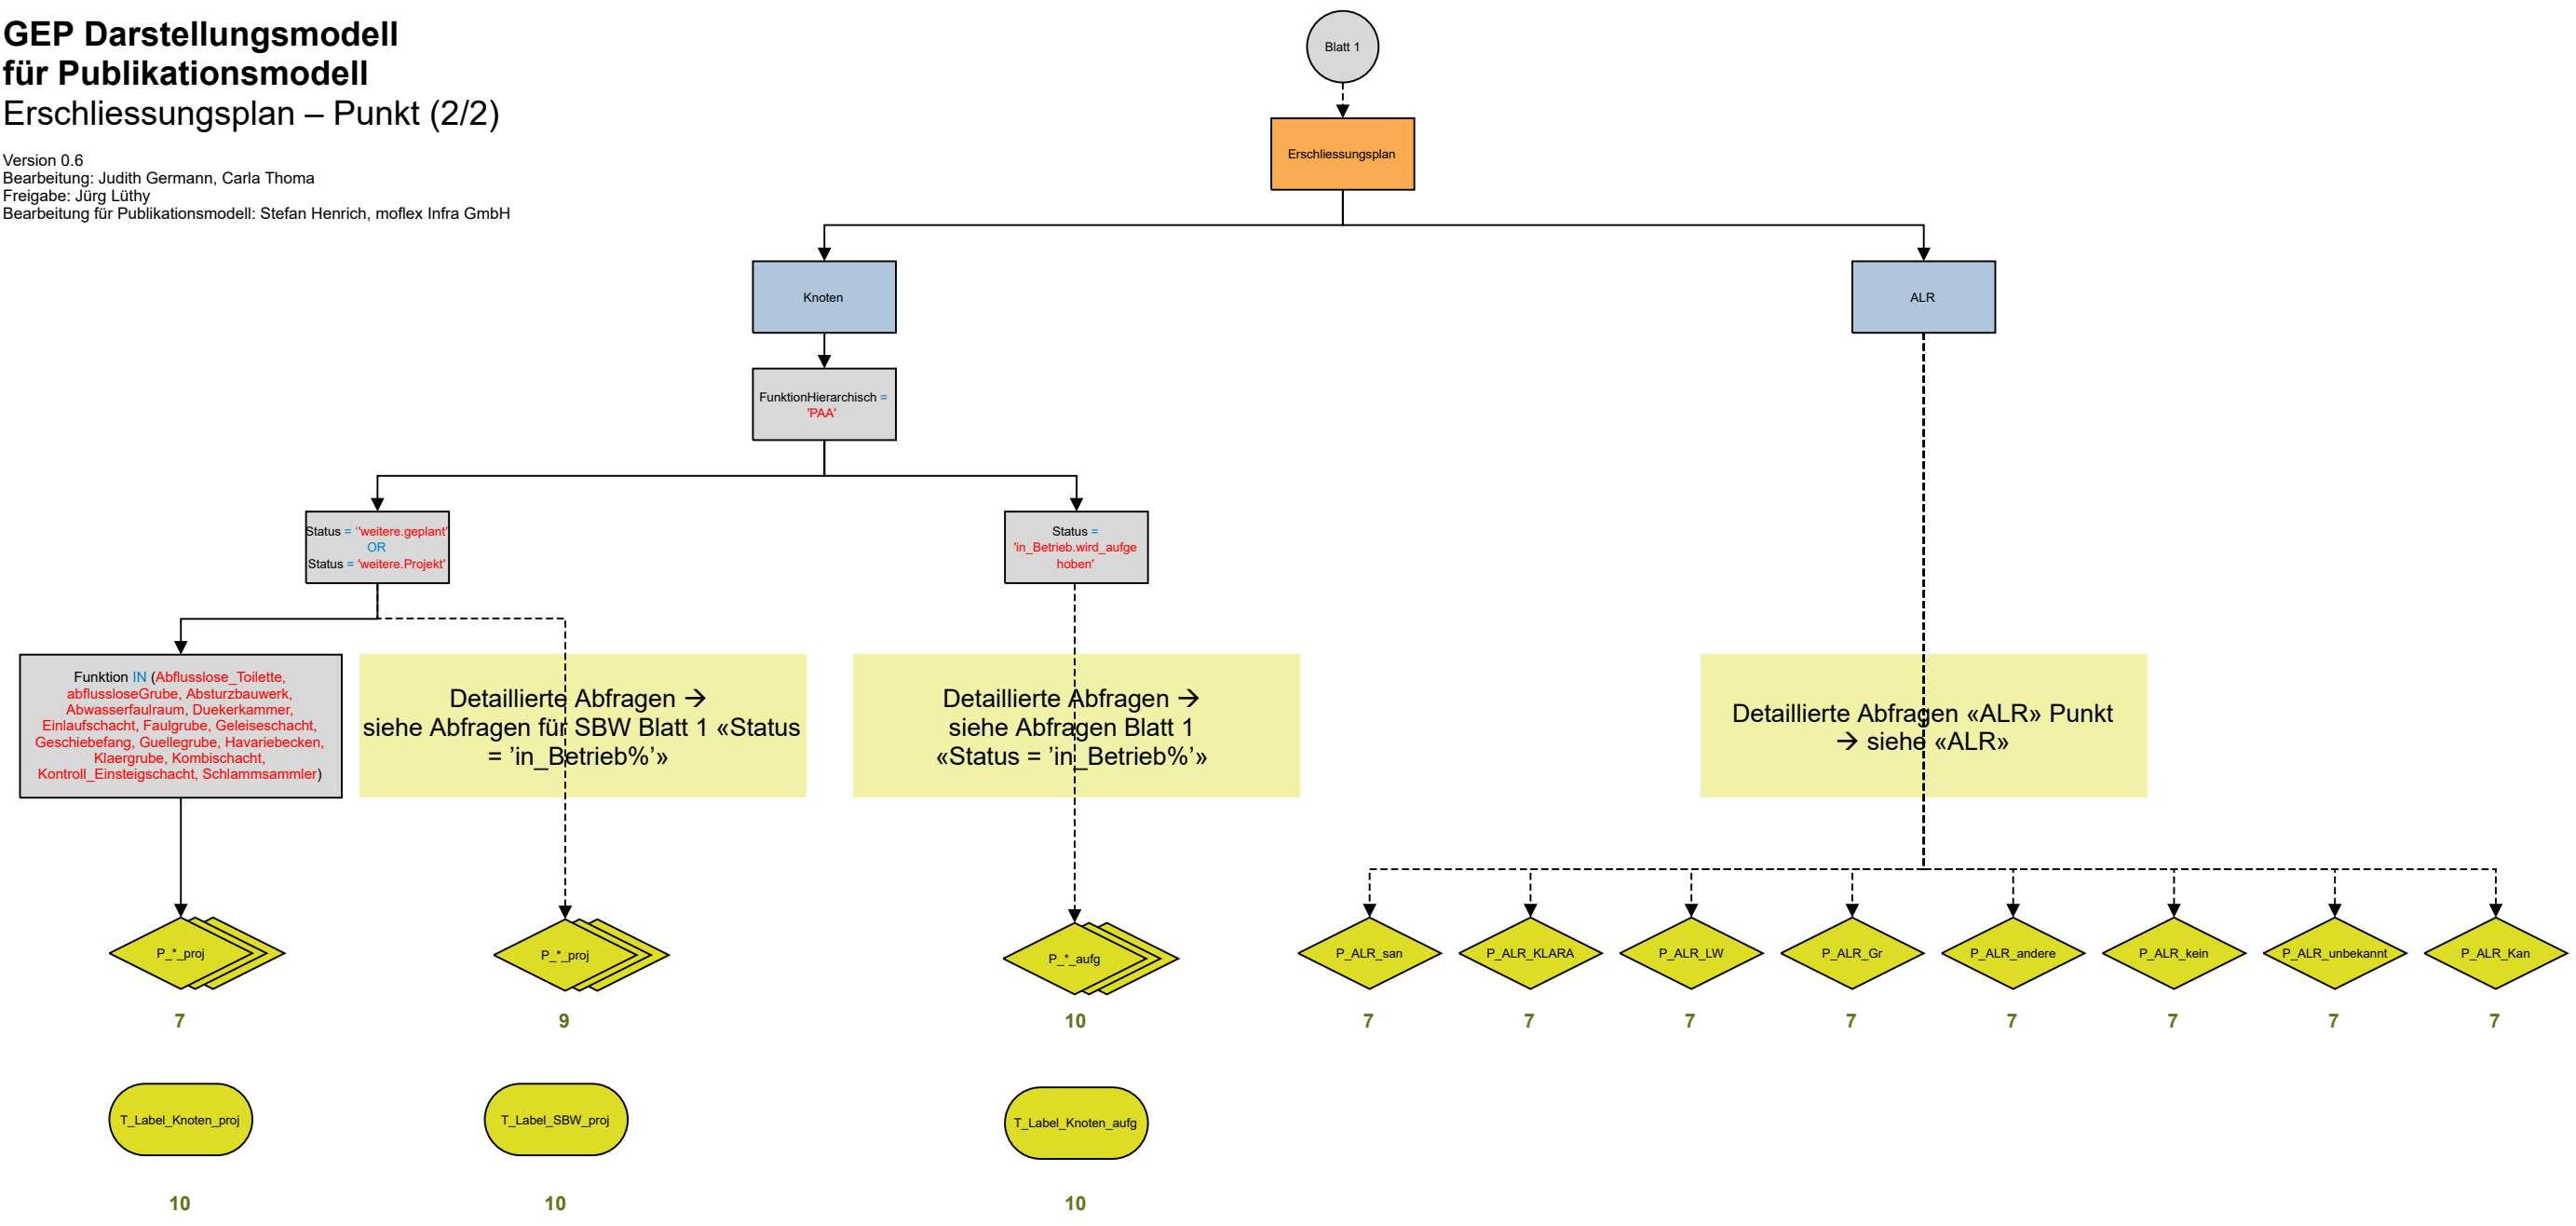 GEP Darstellungsmodell
für Publikationsmodell
Erschliessungsplan – Punkt (2/2)
Version 0.6
Bearbeitung: Judith Germann, Carla Thoma
Freigabe: Jürg Lüthy
Bearbeitung für Publikationsmodell: Stefan Henrich, moflex Infra GmbH
Blatt 1
Erschliessungsplan
Knoten
ALR
FunktionHierarchisch =
'PAA'
Status = ''weitere.geplant'
OR
Status = 'weitere.Projekt'
Status =
'in_Betrieb.wird_aufge
hoben'
Funktion IN (Abflusslose_Toilette,
abflussloseGrube, Absturzbauwerk,
Abwasserfaulraum, Duekerkammer,
Einlaufschacht, Faulgrube, Geleiseschacht,
Geschiebefang, Guellegrube, Havariebecken,
Klaergrube, Kombischacht,
Kontroll_Einsteigschacht, Schlammsammler)
Detaillierte Abfragen →
siehe Abfragen für SBW Blatt 1 «Status
= ’in_Betrieb%’»
Detaillierte Abfragen →
siehe Abfragen Blatt 1
«Status = ’in_Betrieb%’»
Detaillierte Abfragen «ALR» Punkt
→ siehe «ALR»
P_*_proj
P_*_proj
P_*_aufg
P_ALR_san
P_ALR_KLARA
P_ALR_LW
P_ALR_Gr
P_ALR_andere
P_ALR_kein
P_ALR_unbekannt
P_ALR_Kan
7
9
10
7
7
7
7
7
7
7
7
T_Label_Knoten_proj
T_Label_SBW_proj
T_Label_Knoten_aufg
10
10
10